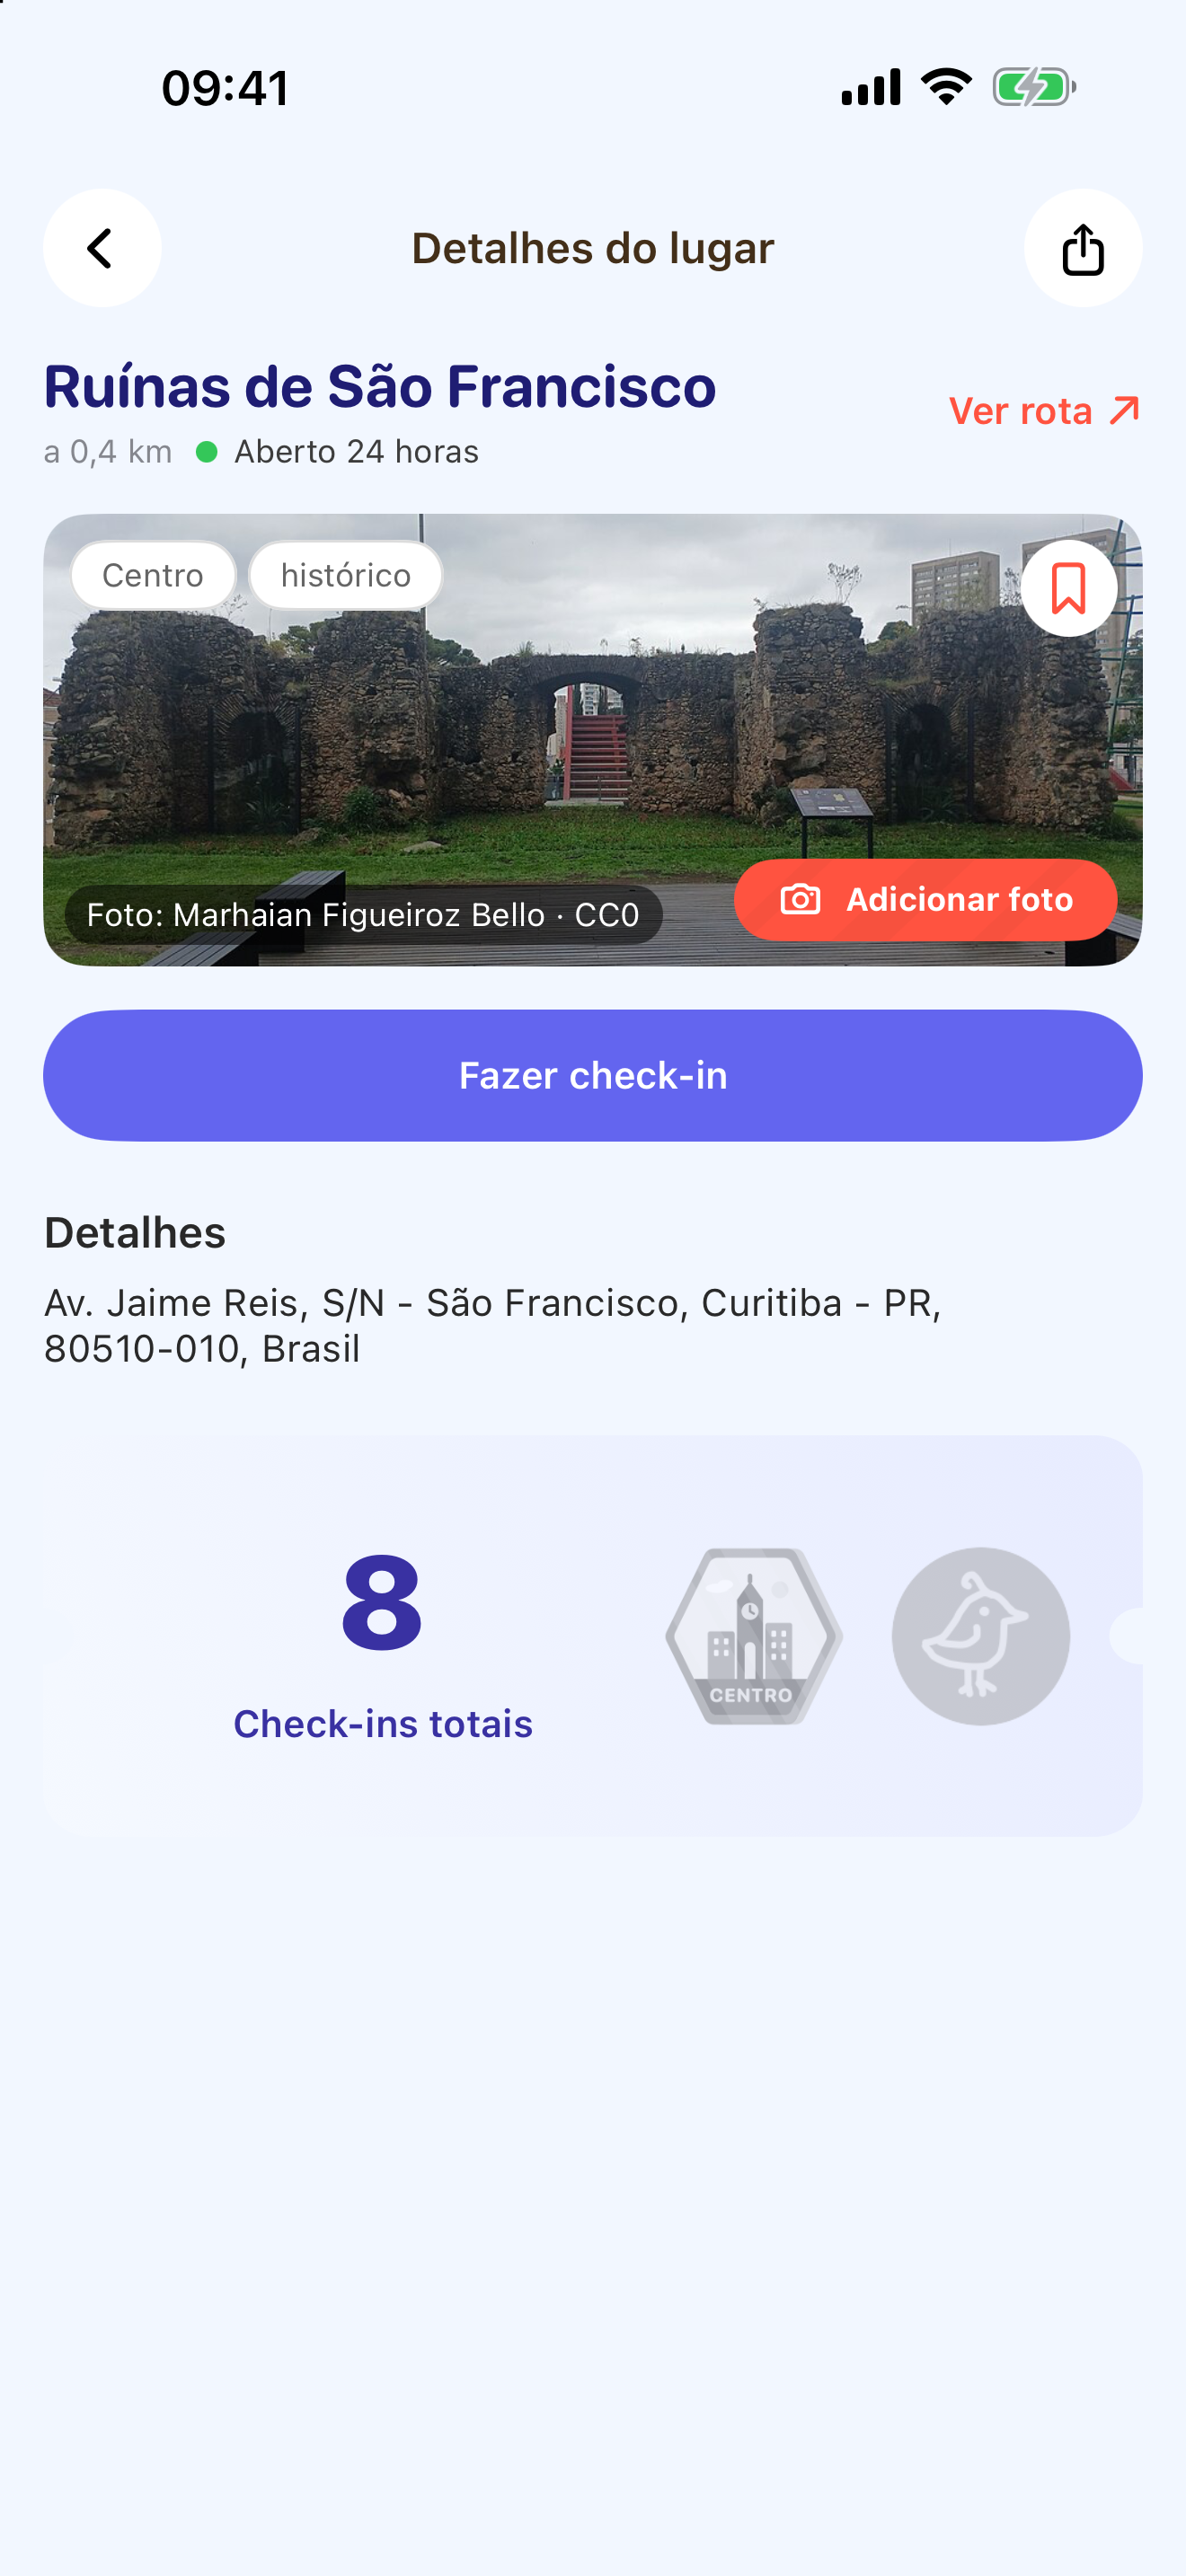 09:41
Detalhes do lugar
Ruínas de São Francisco
Ver rota
a 0,4 km
Aberto 24 horas
Centro
histórico
Foto: Marhaian Figueiroz Bello · CC0
Adicionar foto
Fazer check-in
Detalhes
Av. Jaime Reis, S/N - São Francisco, Curitiba - PR,
80510-010, Brasil
8
Check-ins totais
CENTRO